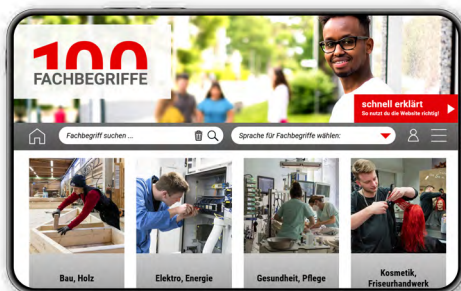 100
FACHBEGRIFFE
schnell erklärt
So nutzt du die Website richtig!
Fachbegriff suchen ...
Sprache für Fachbegriffe wählen:
Bau, Holz
Elektro, Energie
Gesundheit, Pflege
Kosmetik,
Friseurhandwerk